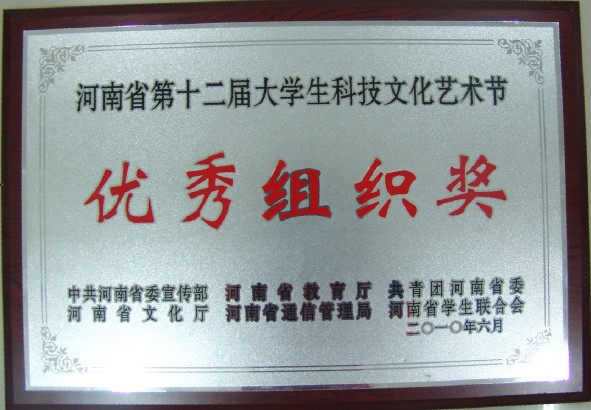 河南省第十二届大学生科技文化艺术节
优秀组织奖
中共河南省委宣传部 河南省教育厅 共青团河南省委
河南省文化厅 河南省通信管理局 河南省学生联合会
二〇一〇年六月